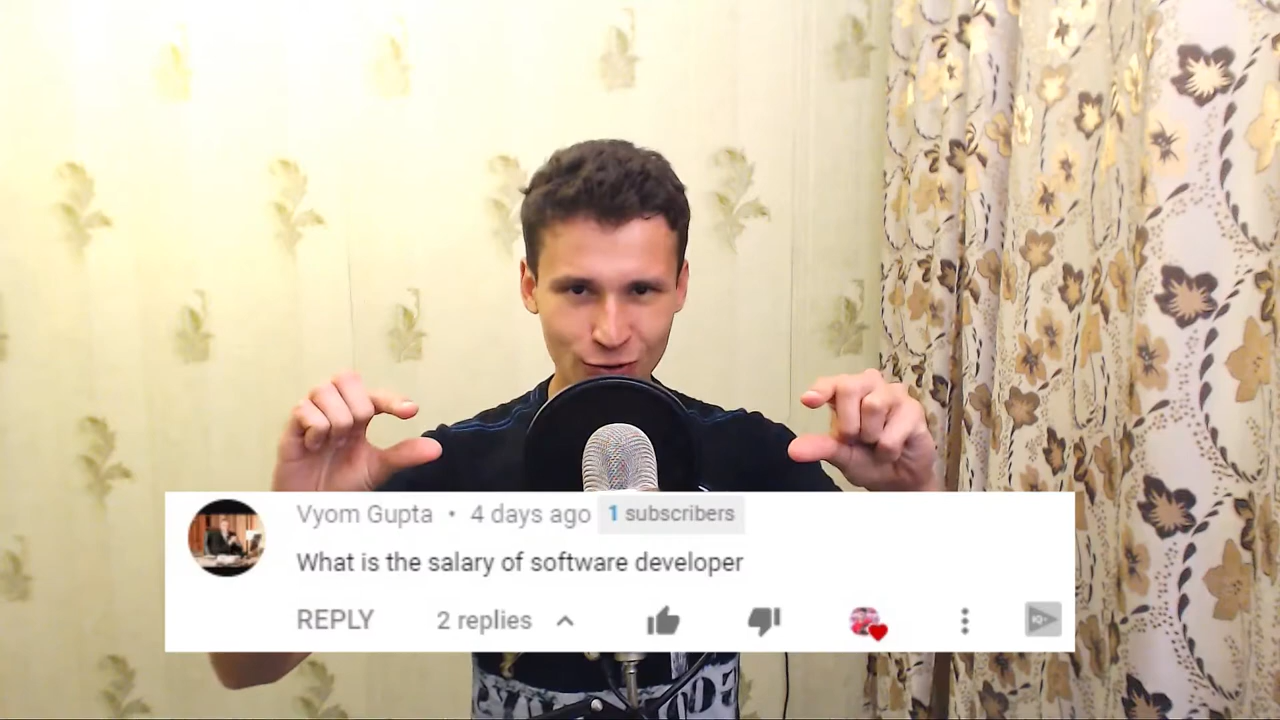 Vyom Gupta • 4 days ago 1 subscribers
What is the salary of software developer
REPLY 2 replies